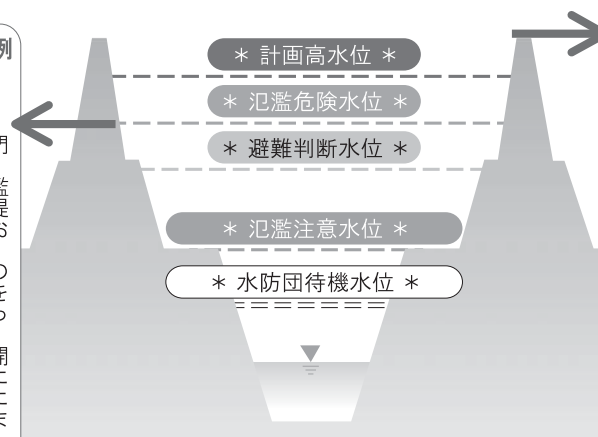 ＊ 計画高水位 ＊
＊ 氾濫危険水位 ＊
＊ 避難判断水位 ＊
＊ 氾濫注意水位 ＊
＊ 水防団待機水位 ＊
例